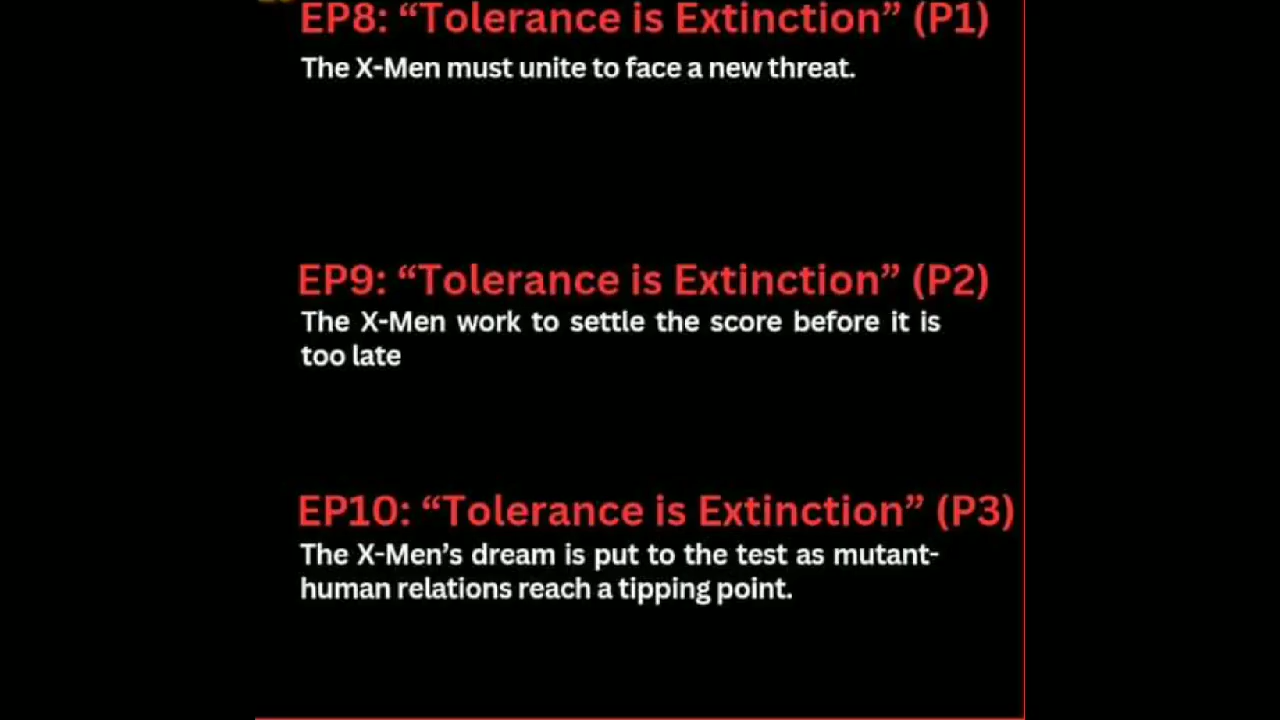 EP8: “Tolerance is Extinction” (P1)
The X-Men must unite to face a new threat.
EP9: “Tolerance is Extinction” (P2)
The X-Men work to settle the score before it is
too late
EP10: “Tolerance is Extinction” (P3)
The X-Men’s dream is put to the test as mutant-
human relations reach a tipping point.